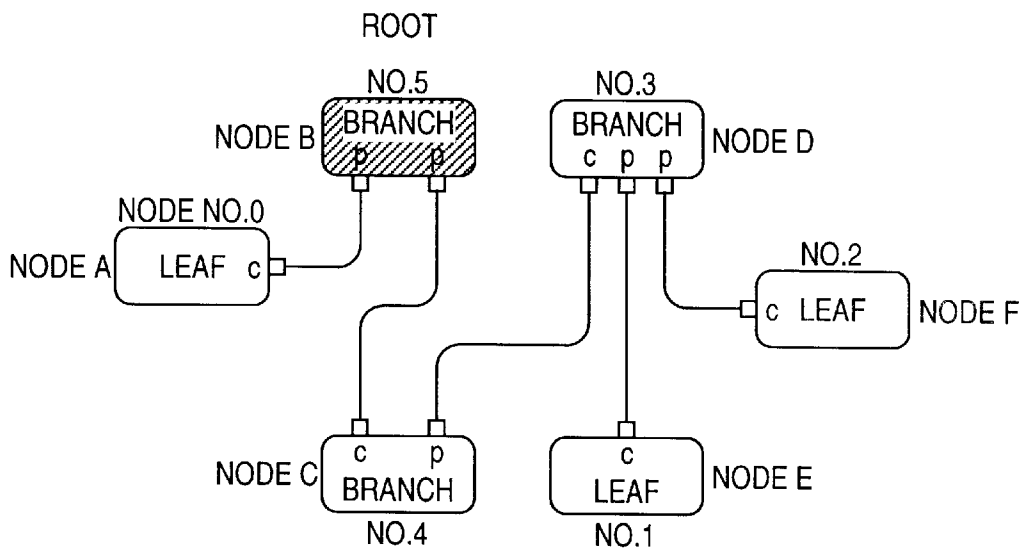 ROOT
NO.5
NODE B
BRANCH
p p
NO.3
BRANCH
NODE D
c p p
NODE NO.0
NODE A
LEAF c
NO.2
c LEAF
NODE F
c p
NODE C
BRANCH
NO.4
c
NODE E
LEAF
NO.1